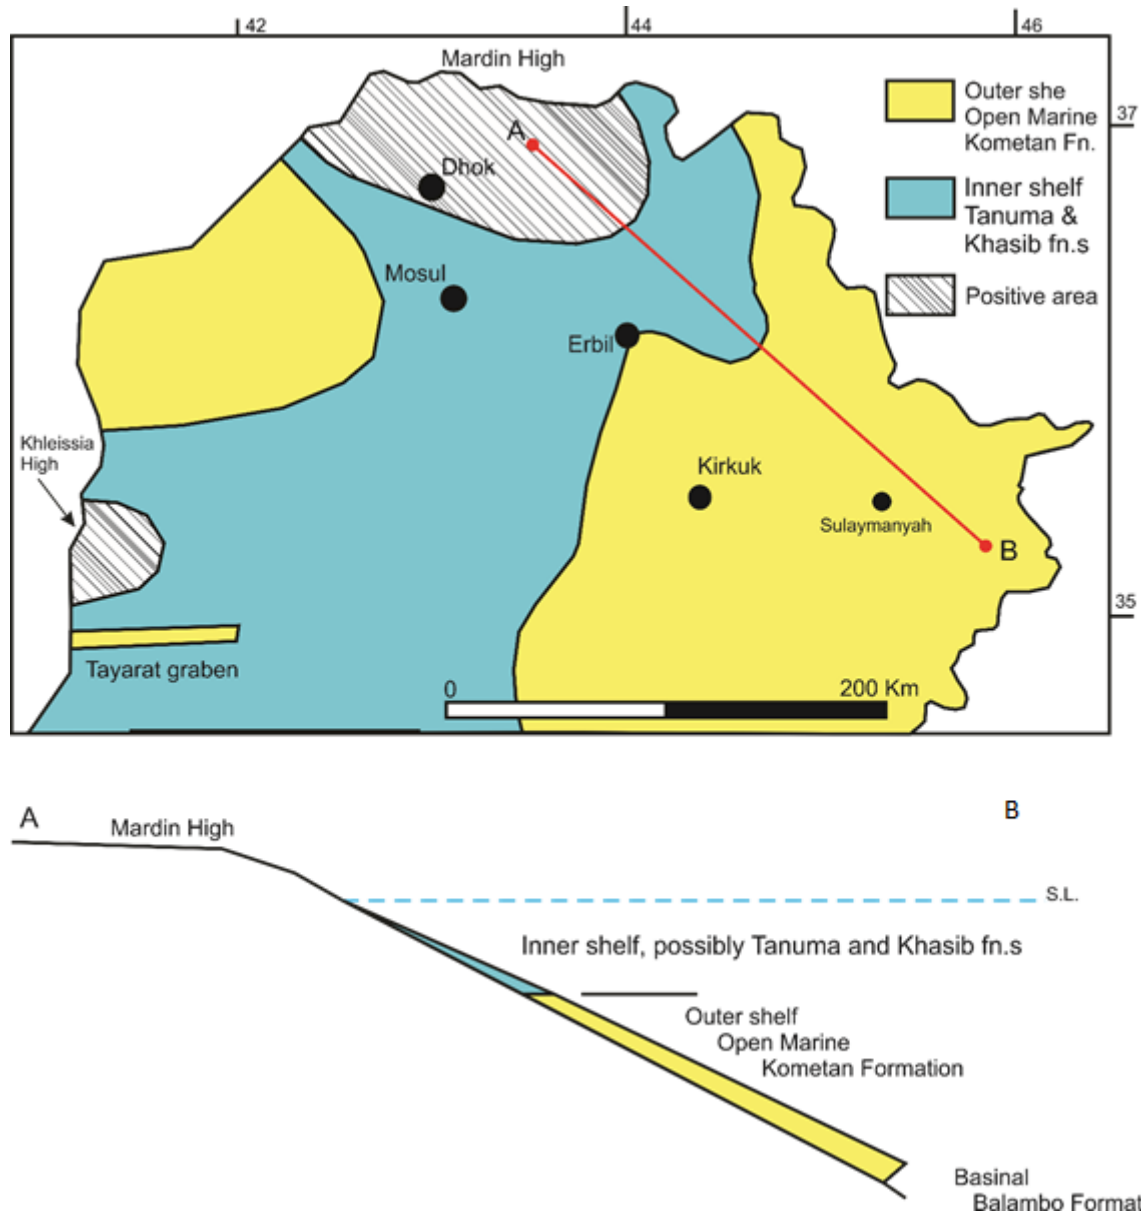 42
44
46
Mardin High
37
Outer she
Open Marine
Kometan Fn.
A
Dhok
Inner shelf
Tanuma &
Khasib fn.s
Mosul
Positive area
Erbil
Khleissia
High
Kirkuk
Sulaymanyah
B
35
Tayarat graben
0
200 Km
A
Mardin High
B
S.L.
Inner shelf, possibly Tanuma and Khasib fn.s
Outer shelf
Open Marine
Kometan Formation
Basinal
Balambo Format